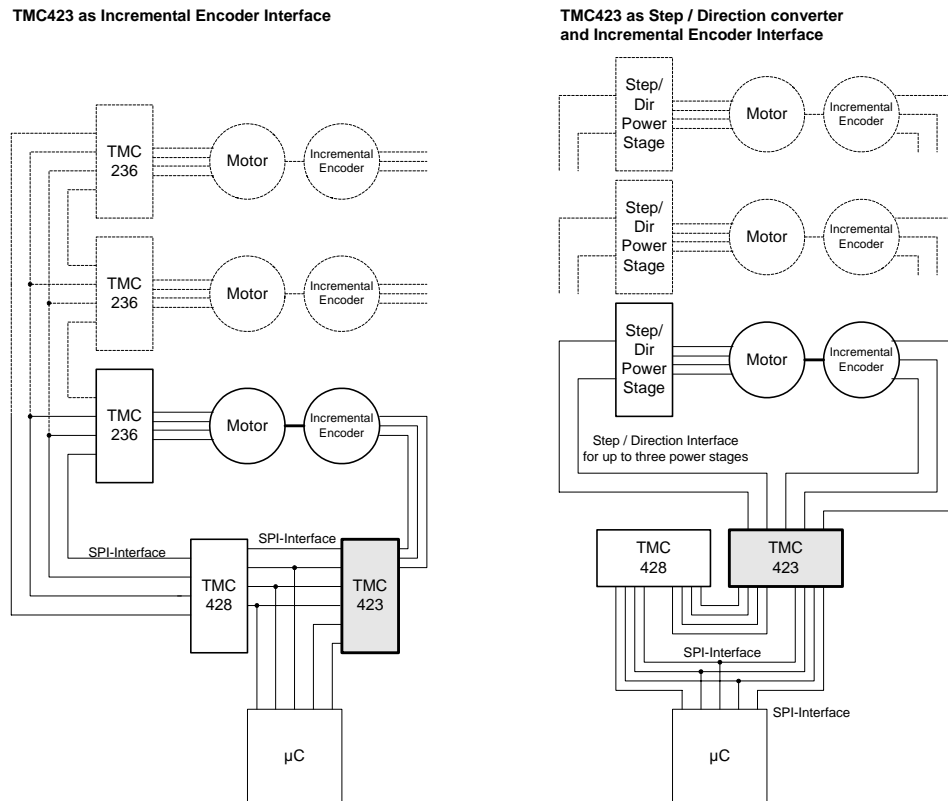 TMC423 as Incremental Encoder Interface
TMC
236
Motor
Incremental
Encoder
TMC
236
Motor
Incremental
Encoder
TMC
236
Motor
Incremental
Encoder
SPI-Interface
SPI-Interface
TMC
428
TMC
423
µC
TMC423 as Step / Direction converter
and Incremental Encoder Interface
Step/
Dir
Power
Stage
Motor
Incremental
Encoder
Step/
Dir
Power
Stage
Motor
Incremental
Encoder
Step/
Dir
Power
Stage
Motor
Incremental
Encoder
Step / Direction Interface
for up to three power stages
TMC
428
TMC
423
SPI-Interface
SPI-Interface
µC